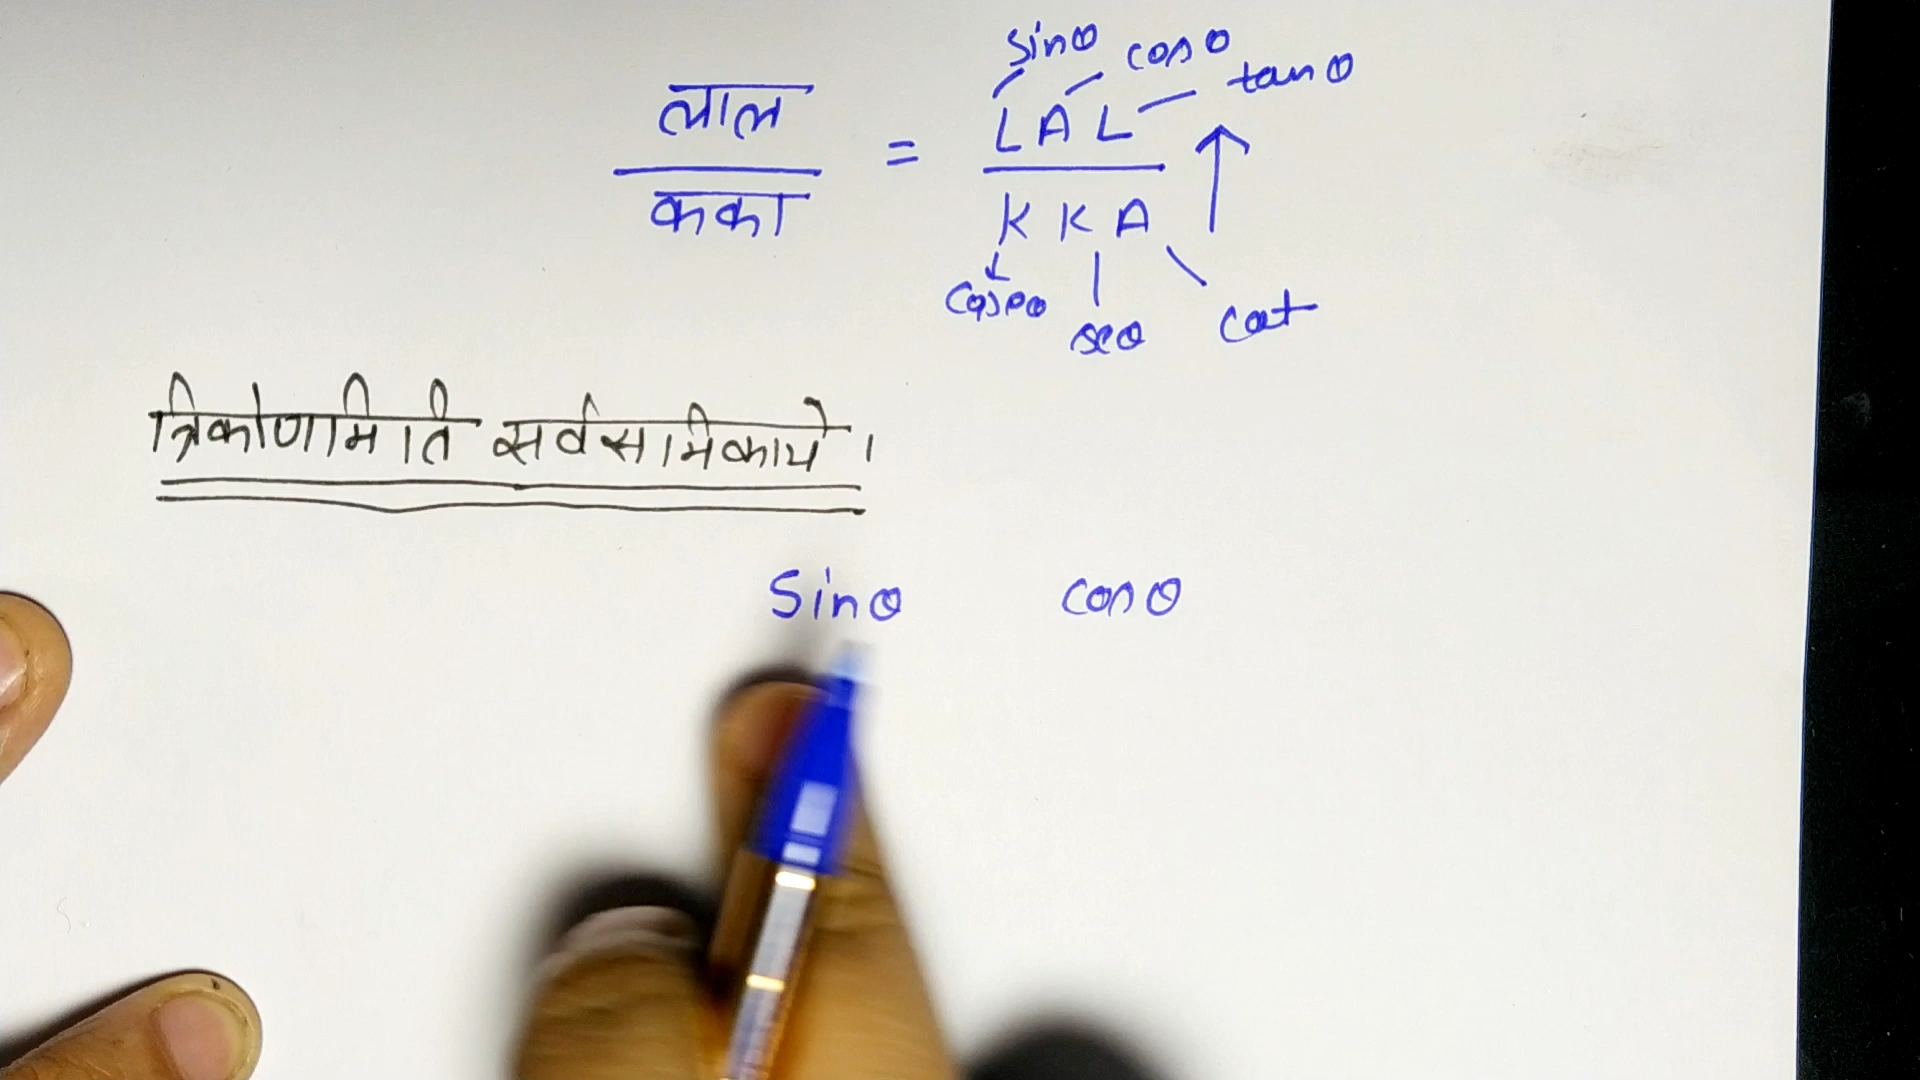 sinθ cosθ tanθ
लाल = LAL
कका KKA
cosecθ secθ cot
त्रिकोणमिति सर्वसमिकाये।
Sinθ cosθ